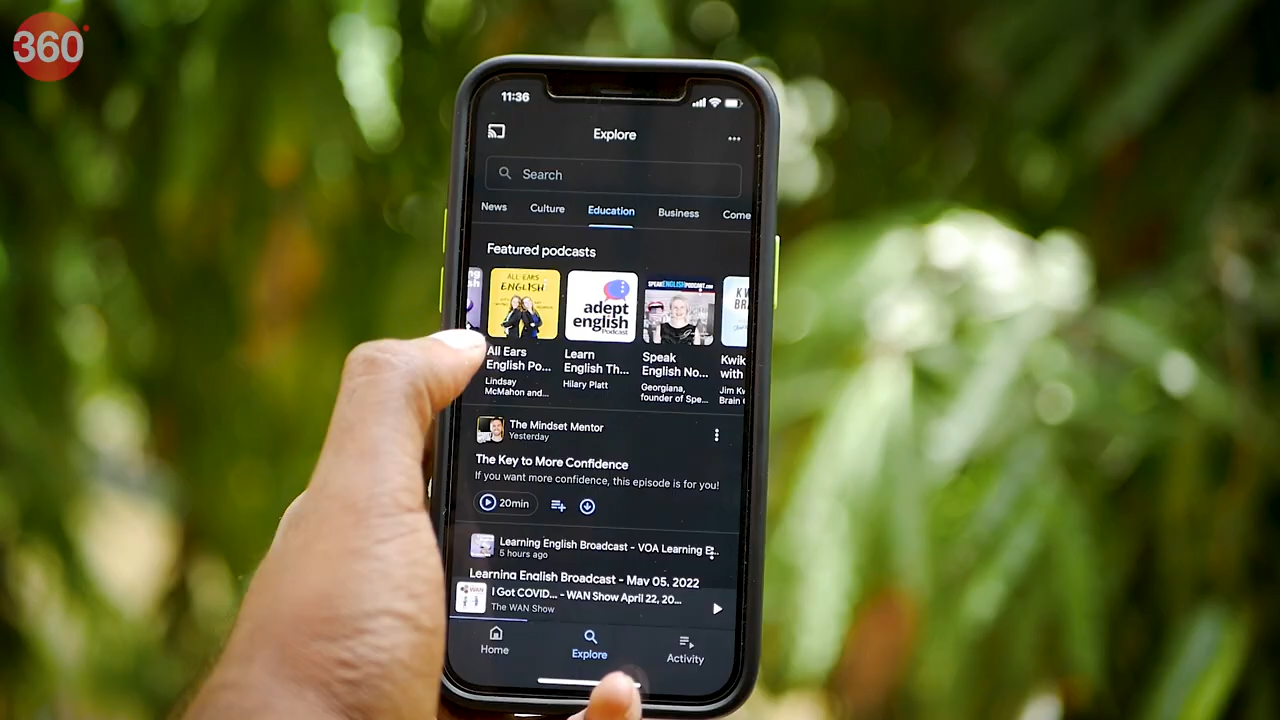 360
11:36
Explore
Search
News Culture Education Business Come
Featured podcasts
ALL EARS
ENGLISH
adept
english
Podcast
SPEAKENGLISHPODCAST.com
KW
BR
All Ears
English Po...
Lindsay
McMahon and...
Learn
English Th...
Hilary Platt
Speak
English No...
Georgiana,
founder of Spe...
Kwik
with
Jim Kw
Brain C
The Mindset Mentor
Yesterday
The Key to More Confidence
If you want more confidence, this episode is for you!
20min
Learning English Broadcast - VOA Learning E...
5 hours ago
Learning English Broadcast - May 05, 2022
WAN
I Got COVID... - WAN Show April 22, 20...
The WAN Show
Home Explore Activity